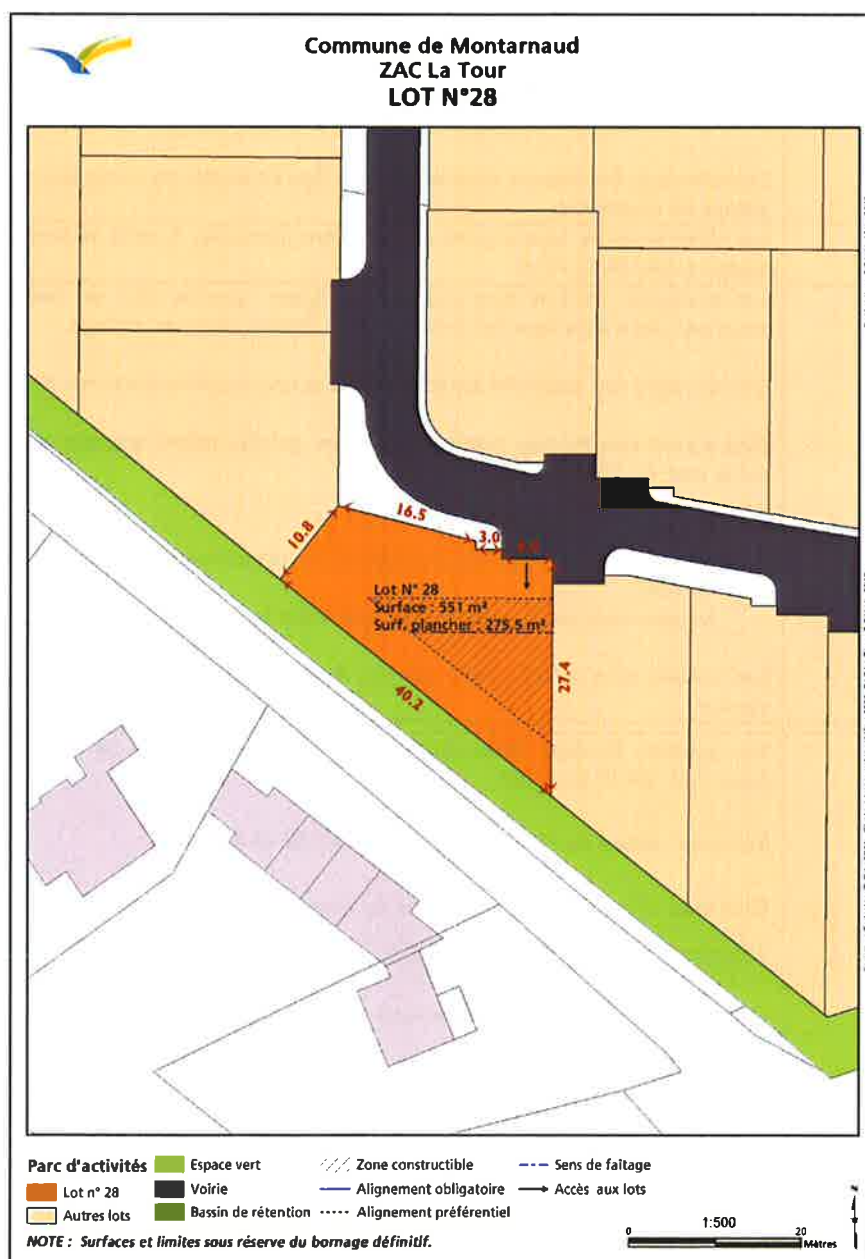 Commune de Montarnaud
ZAC La Tour
LOT N°28
16.5
10.8
3.0
Lot N° 28
Surface : 551 m²
Surf. plancher : 275,5 m²
27.4
40.2
Parc d'activités
Lot n° 28
Autres lots
Espace vert
Voirie
Bassin de rétention
Zone constructible
Alignement obligatoire
Alignement préférentiel
Sens de faîtage
Accès aux lots
1:500
0 20
Mètres
NOTE : Surfaces et limites sous réserve du bornage définitif.